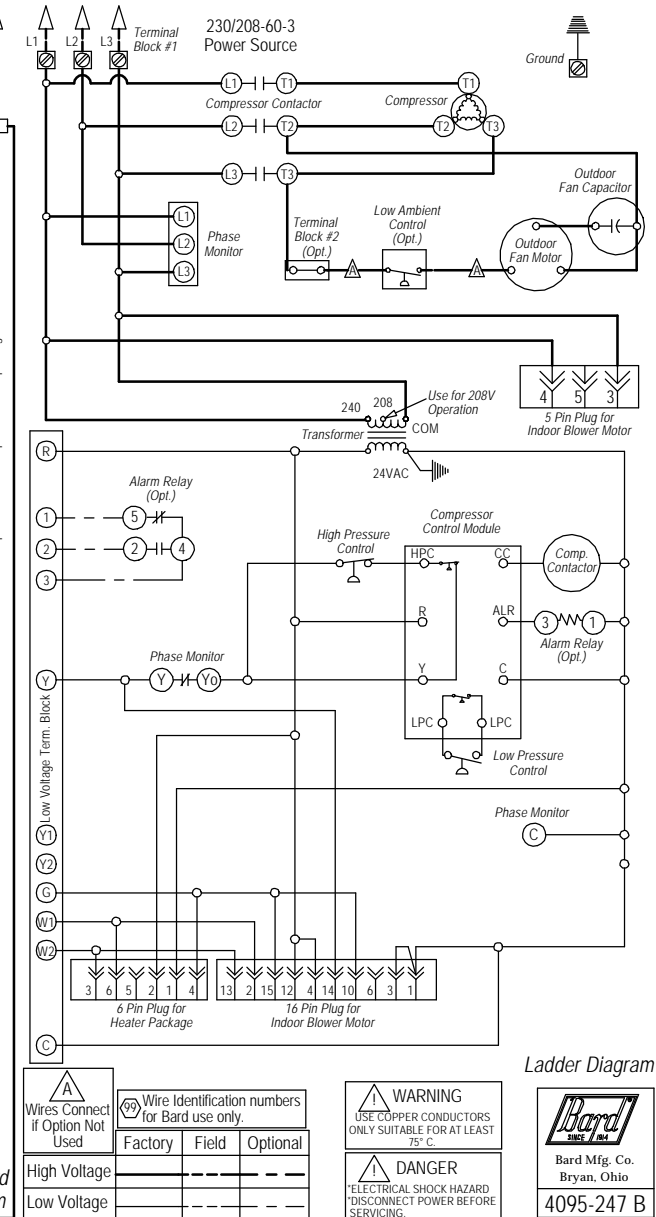 L1 L2 L3
Terminal
Block #1
230/208-60-3
Power Source
Ground
L1 T1 T1
Compressor Contactor
Compressor
L2 T2 T2 T3
L3 T3
Outdoor
Fan Capacitor
L1
L2
L3
Phase
Monitor
Terminal
Block #2
(Opt.)
Low Ambient
Control
(Opt.)
A A
Outdoor
Fan Motor
4 5 3
5 Pin Plug for
Indoor Blower Motor
240 208
Use for 208V
Operation
Transformer
COM
24VAC
R
Alarm Relay
(Opt.)
1 5
2 2 4
3
High Pressure
Control
Compressor
Control Module
HPC CC
Comp.
Contactor
R ALR
3 1
Alarm Relay
(Opt.)
Phase Monitor
Y Y Yo
Y C
LPC LPC
Low Pressure
Control
Low Voltage Term. Block
Phase Monitor
C
Y1
Y2
G
W1
W2
3 6 5 2 1 4
13 2 15 12 4 14 10 6 3 1
6 Pin Plug for
Heater Package
16 Pin Plug for
Indoor Blower Motor
C
Ladder Diagram
A
Wires Connect
if Option Not
Used
99 Wire Identification numbers
for Bard use only.
Factory Field Optional
High Voltage
Low Voltage
! WARNING
USE COPPER CONDUCTORS
ONLY SUITABLE FOR AT LEAST
75° C.
! DANGER
*ELECTRICAL SHOCK HAZARD
*DISCONNECT POWER BEFORE
SERVICING.
Bard
SINCE 1914
Bard Mfg. Co.
Bryan, Ohio
4095-247 B